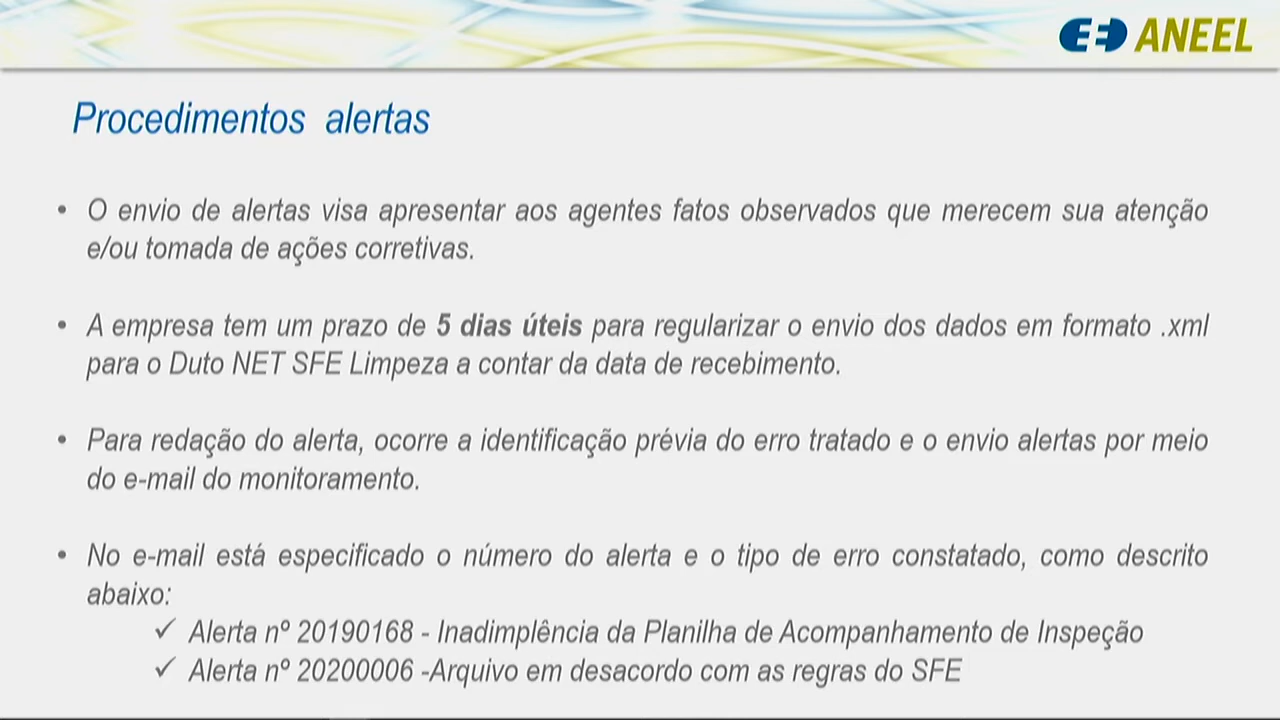 ANEEL
Procedimentos alertas
• O envio de alertas visa apresentar aos agentes fatos observados que merecem sua atenção
e/ou tomada de ações corretivas.
• A empresa tem um prazo de 5 dias úteis para regularizar o envio dos dados em formato .xml
para o Duto NET SFE Limpeza a contar da data de recebimento.
• Para redação do alerta, ocorre a identificação prévia do erro tratado e o envio alertas por meio
do e-mail do monitoramento.
• No e-mail está especificado o número do alerta e o tipo de erro constatado, como descrito
abaixo:
✓ Alerta nº 20190168 - Inadimplência da Planilha de Acompanhamento de Inspeção
✓ Alerta nº 20200006 -Arquivo em desacordo com as regras do SFE